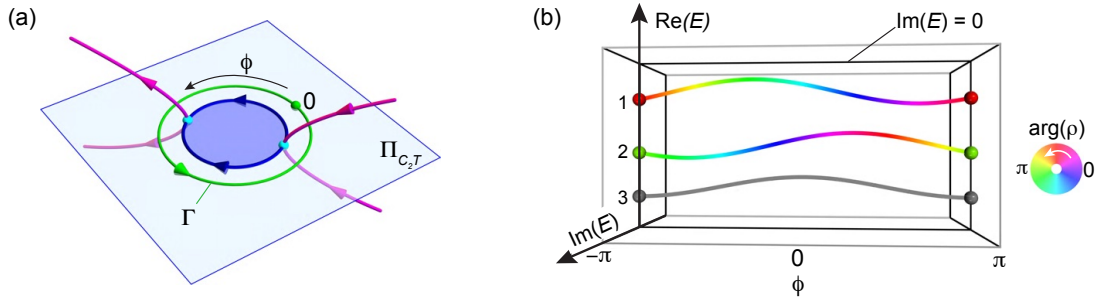 (a)
ϕ
0
Π_{C₂T}
Γ
(b)
Re(E)
Im(E) = 0
1
2
3
arg(ρ)
π
0
Im(E)
−π
0
π
ϕ